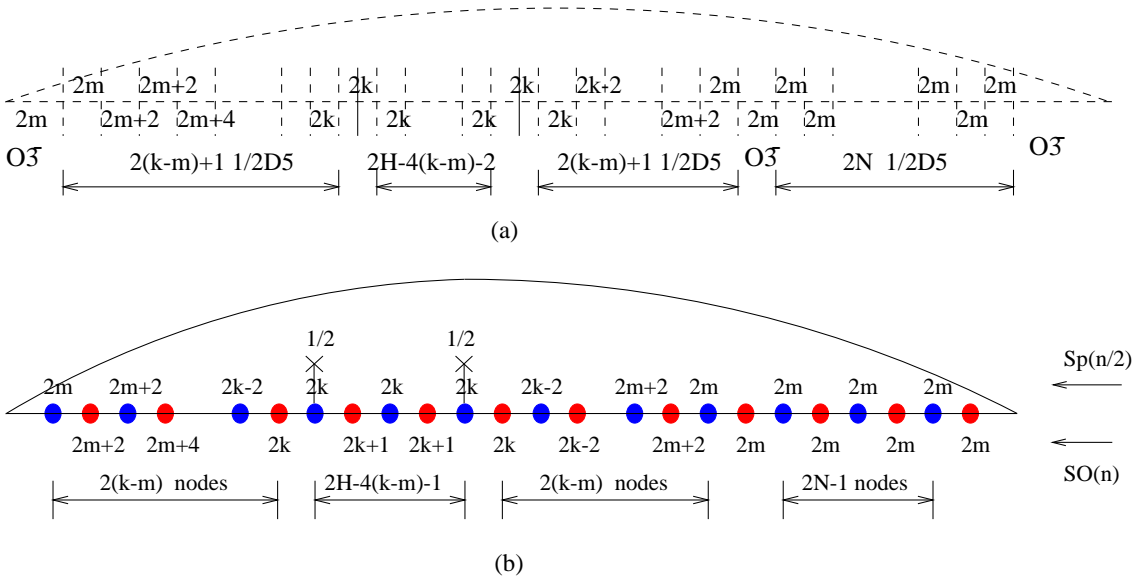 2m 2m+2 2k 2k 2k+2 2m 2m 2m 2m
2m 2m+2 2m+4 2k 2k 2k 2k 2m+2 2m 2m 2m
O3 O3 O3
2(k-m)+1 1/2D5 2H-4(k-m)-2 2(k-m)+1 1/2D5 2N 1/2D5
(a)
1/2 1/2
Sp(n/2)
2m 2m+2 2k-2 2k 2k 2k 2k-2 2m+2 2m 2m 2m 2m
2m+2 2m+4 2k 2k+1 2k+1 2k 2k-2 2m+2 2m 2m 2m 2m
2(k-m) nodes 2H-4(k-m)-1 2(k-m) nodes 2N-1 nodes
SO(n)
(b)